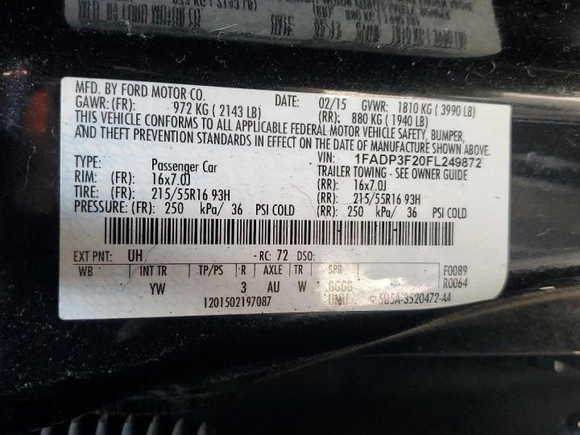 MFD. BY FORD MOTOR CO. DATE: 02/15 GVWR: 1810 KG ( 3990 LB)
GAWR: (FR): 972 KG ( 2143 LB) (RR): 880 KG ( 1940 LB)
THIS VEHICLE CONFORMS TO ALL APPLICABLE FEDERAL MOTOR VEHICLE SAFETY, BUMPER,
AND THEFT PREVENTION STANDARDS IN EFFECT ON THE DATE OF MANUFACTURE SHOWN ABOVE.
VIN: 1FADP3F20FL249872
TYPE: Passenger Car TRAILER TOWING - SEE OWNER GUIDE
RIM: (FR): 16x7.0J (RR): 16x7.0J
TIRE: (FR): 215/55R16 93H (RR): 215/55R16 93H
PRESSURE: (FR): 250 kPa/ 36 PSI COLD (RR): 250 kPa/ 36 PSI COLD
EXT PNT: UH RC: 72 DSO:
WB INT TR TP/PS R AXLE TR SPR F0089
YW 3 AU W GGGG R0064
1201502197087